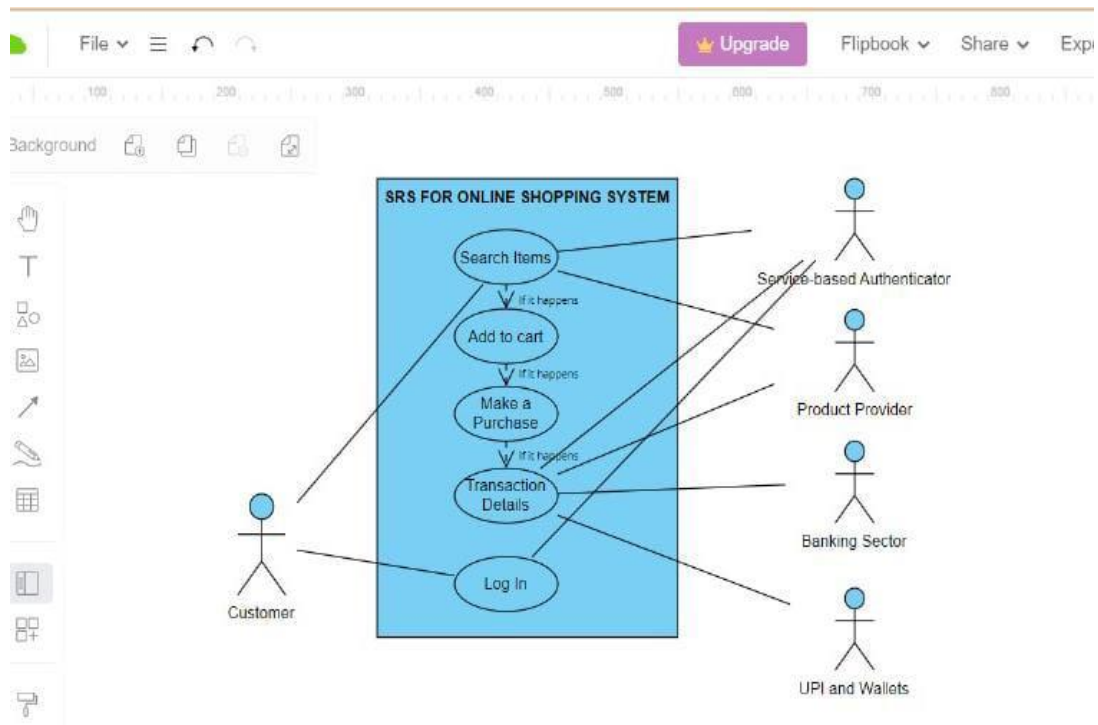 File
Upgrade
Flipbook
Share
100 200 300 400 500 600 700 800
Background
SRS FOR ONLINE SHOPPING SYSTEM
Search Items
If it happens
Service-based Authenticator
Add to cart
If it happens
Make a
Purchase
Product Provider
If it happens
Transaction
Details
Banking Sector
Log In
Customer
UPI and Wallets